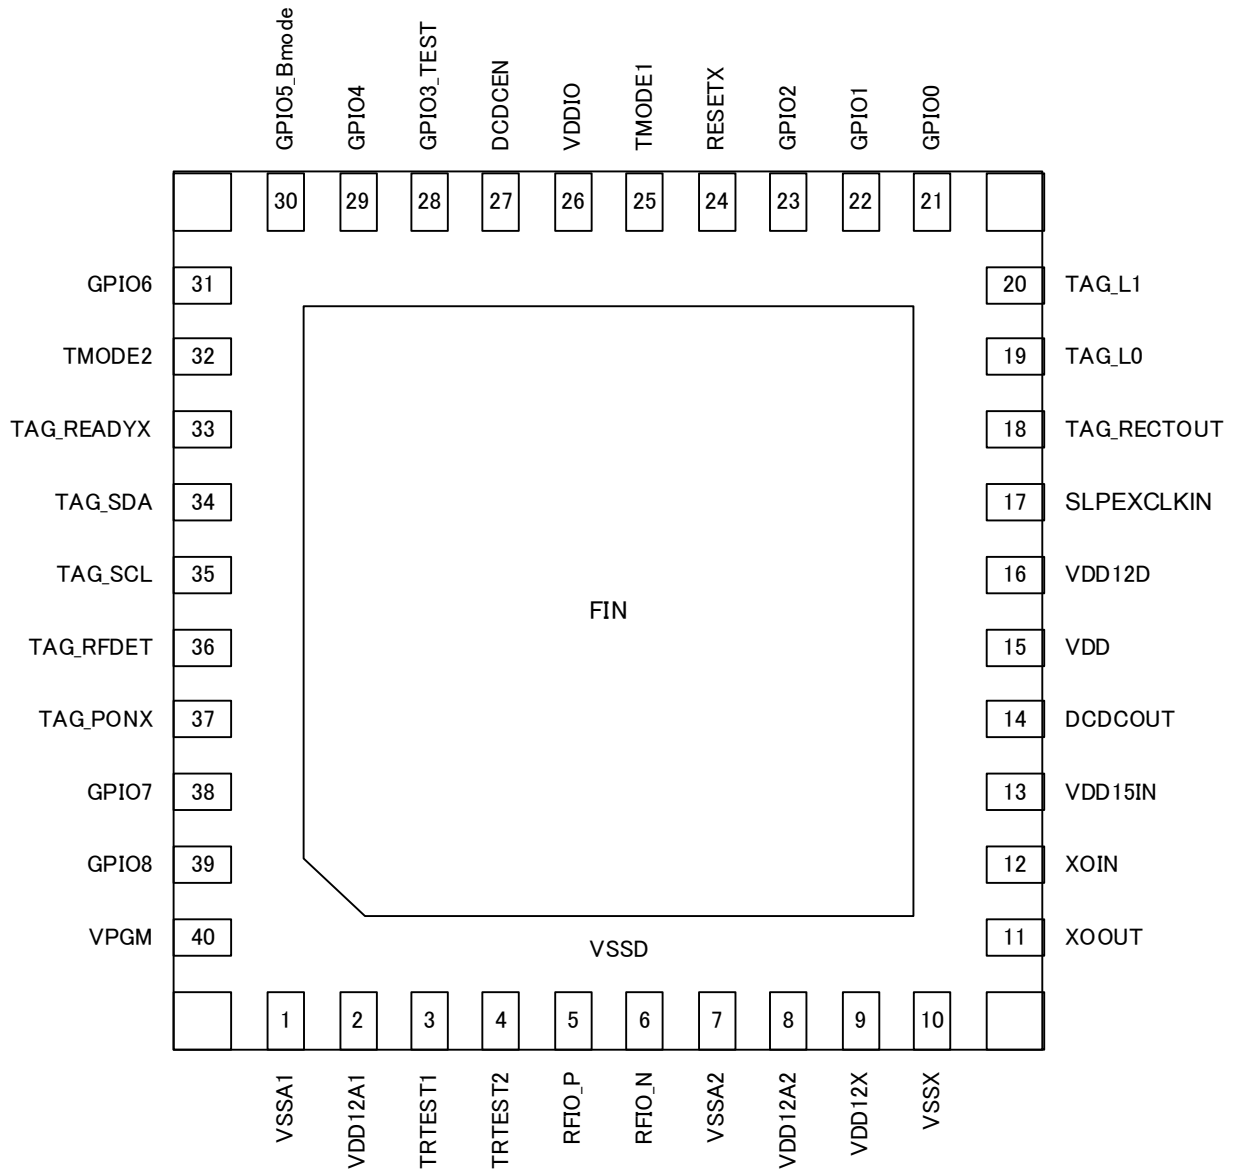 GPIO5_Bmode
GPIO4
GPIO3_TEST
DCDCEN
VDDIO
TMODE1
RESETX
GPIO2
GPIO1
GPIO0
30
29
28
27
26
25
24
23
22
21
GPIO6
31
20
TAG_L1
TMODE2
32
19
TAG_L0
TAG_READYX
33
18
TAG_RECTOUT
TAG_SDA
34
17
SLPEXCLKIN
TAG_SCL
35
16
VDD12D
FIN
TAG_RFDET
36
15
VDD
TAG_PONX
37
14
DCDCOUT
GPIO7
38
13
VDD15IN
GPIO8
39
12
XOIN
VPGM
40
11
XOOUT
VSSD
1
2
3
4
5
6
7
8
9
10
VSSA1
VDD12A1
TRTEST1
TRTEST2
RFIO_P
RFIO_N
VSSA2
VDD12A2
VDD12X
VSSX